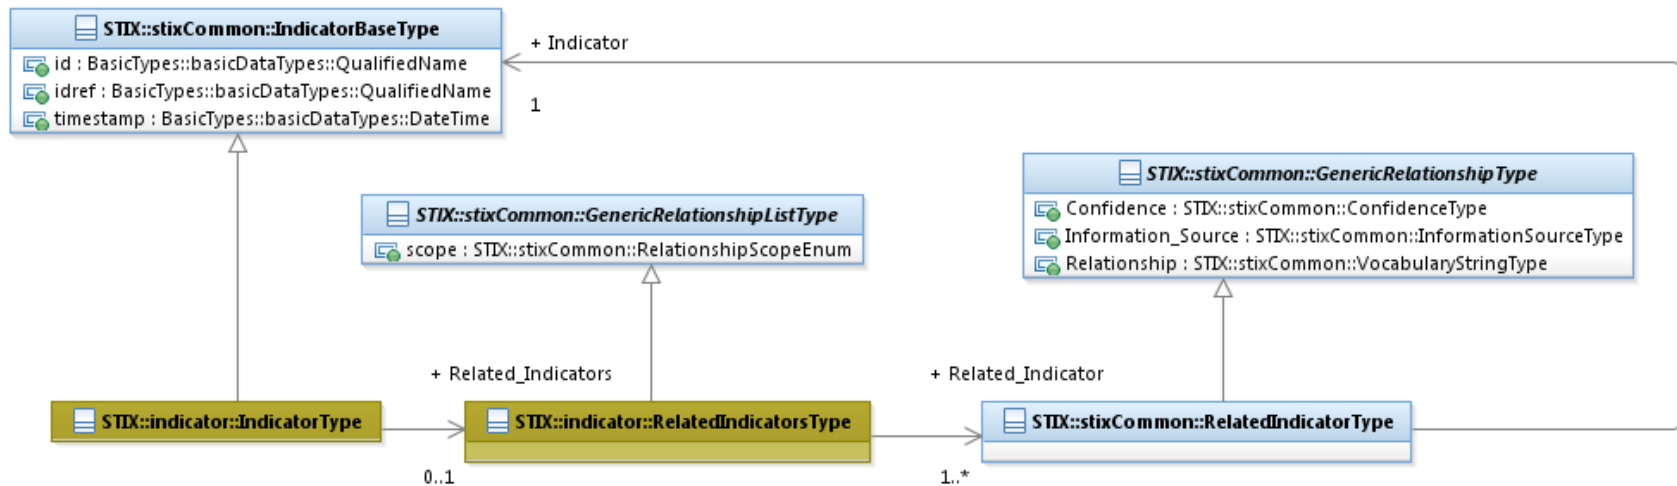 STIX::stixCommon::IndicatorBaseType
id : BasicTypes::basicDataTypes::QualifiedName
idref : BasicTypes::basicDataTypes::QualifiedName
timestamp : BasicTypes::basicDataTypes::DateTime
+ Indicator
1
STIX::stixCommon::GenericRelationshipListType
scope : STIX::stixCommon::RelationshipScopeEnum
STIX::stixCommon::GenericRelationshipType
Confidence : STIX::stixCommon::ConfidenceType
Information_Source : STIX::stixCommon::InformationSourceType
Relationship : STIX::stixCommon::VocabularyStringType
+ Related_Indicators
+ Related_Indicator
STIX::indicator::IndicatorType
STIX::indicator::RelatedIndicatorsType
STIX::stixCommon::RelatedIndicatorType
0..1
1..*